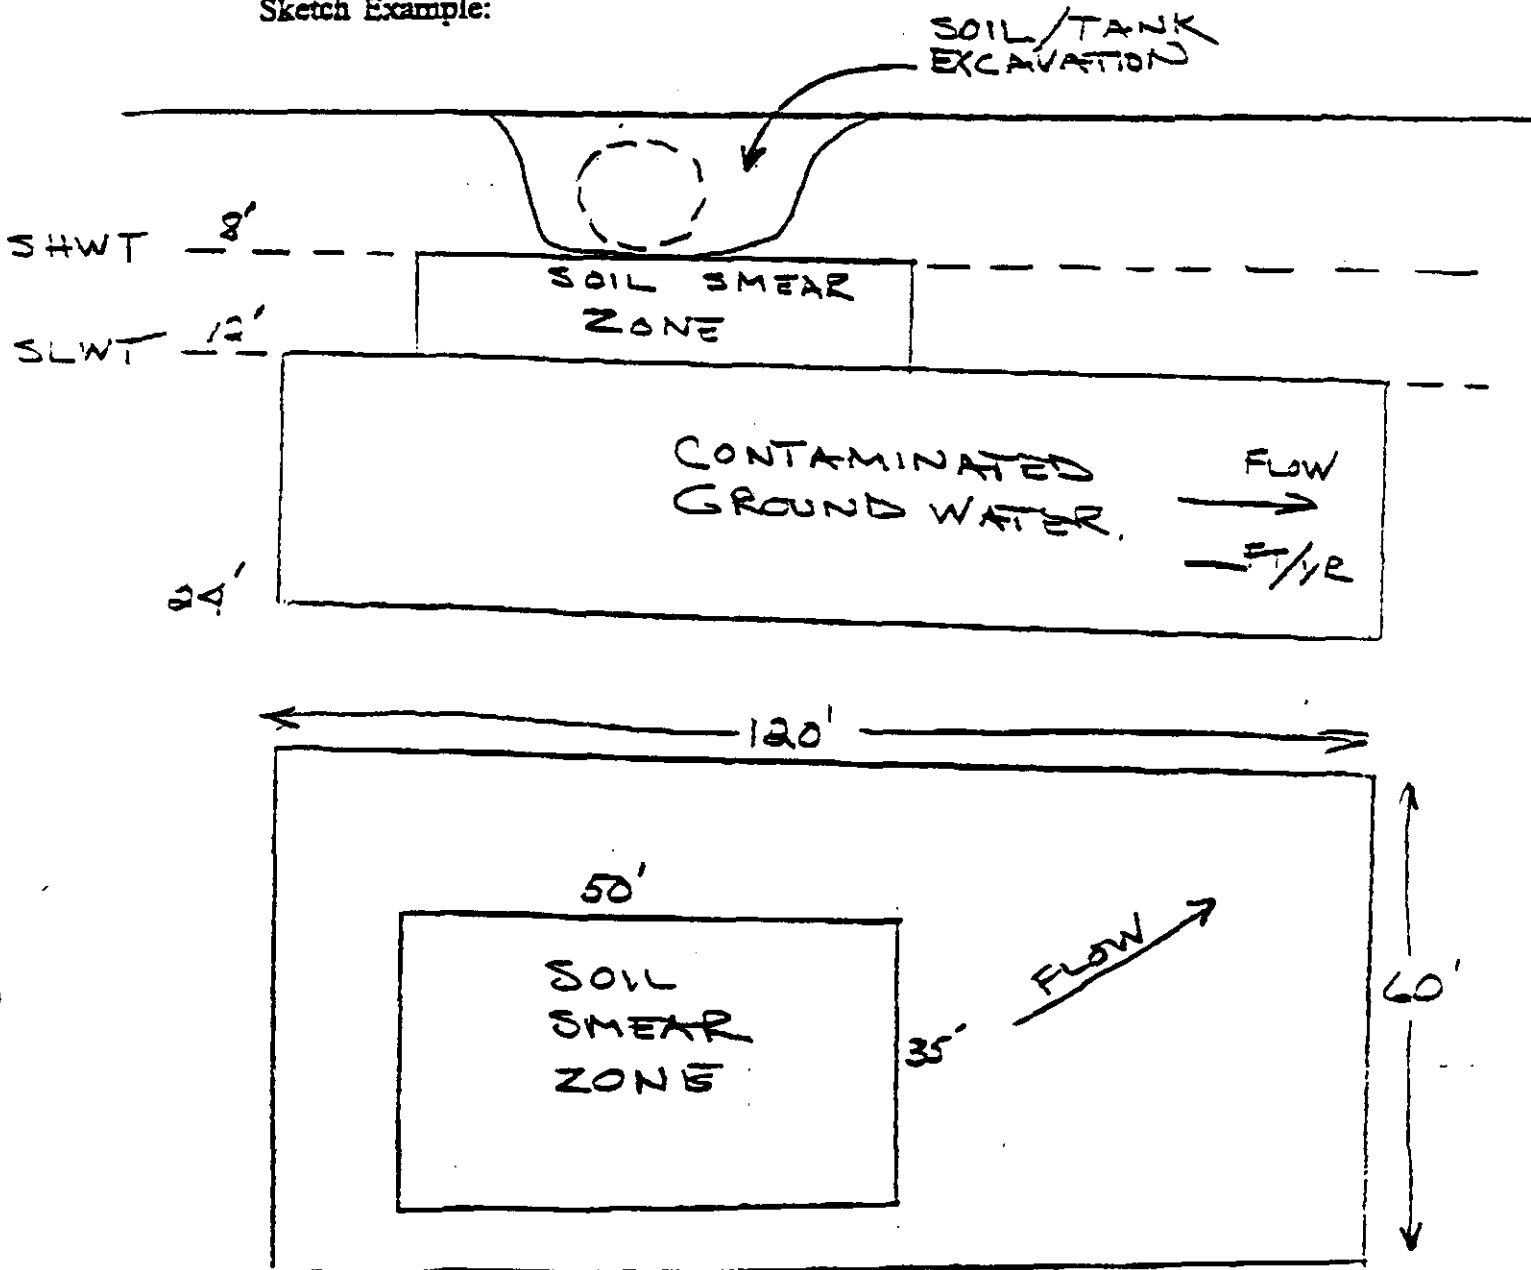 Sketch Example:
SOIL/TANK
EXCAVATION
SHWT 8'
SOIL SMEAR
ZONE
SLWT 12'
CONTAMINATED
GROUND WATER.
FLOW
FT/YR
24'
120'
50'
SOIL
SMEAR
ZONE
35'
FLOW
60'